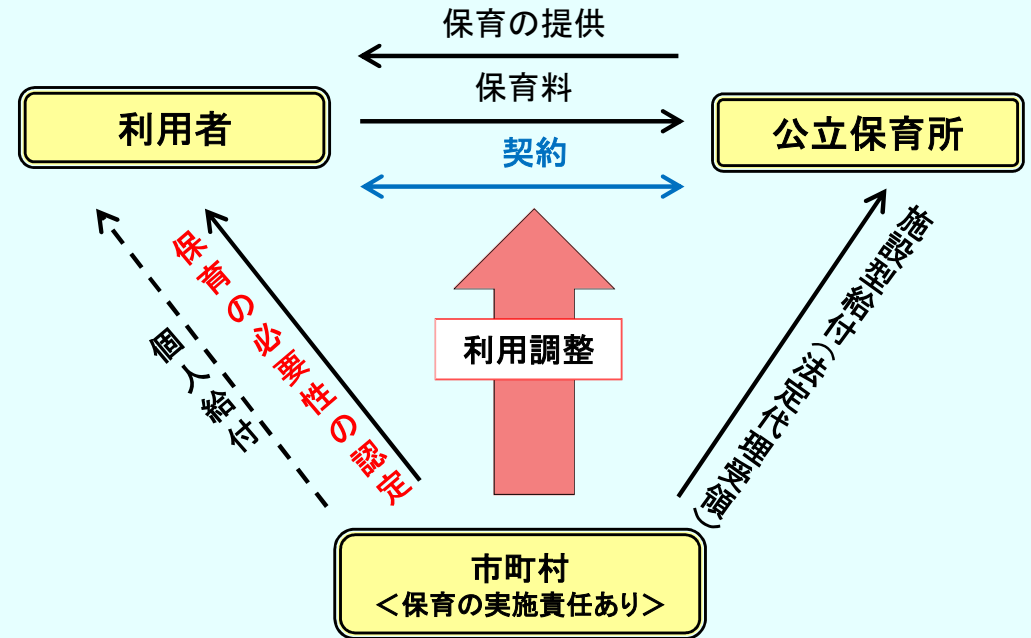 保育の提供
保育料
契約
利用者
公立保育所
保育の必要性の認定
個人給付
利用調整
施設型給付（法定代理受領）
市町村
＜保育の実施責任あり＞